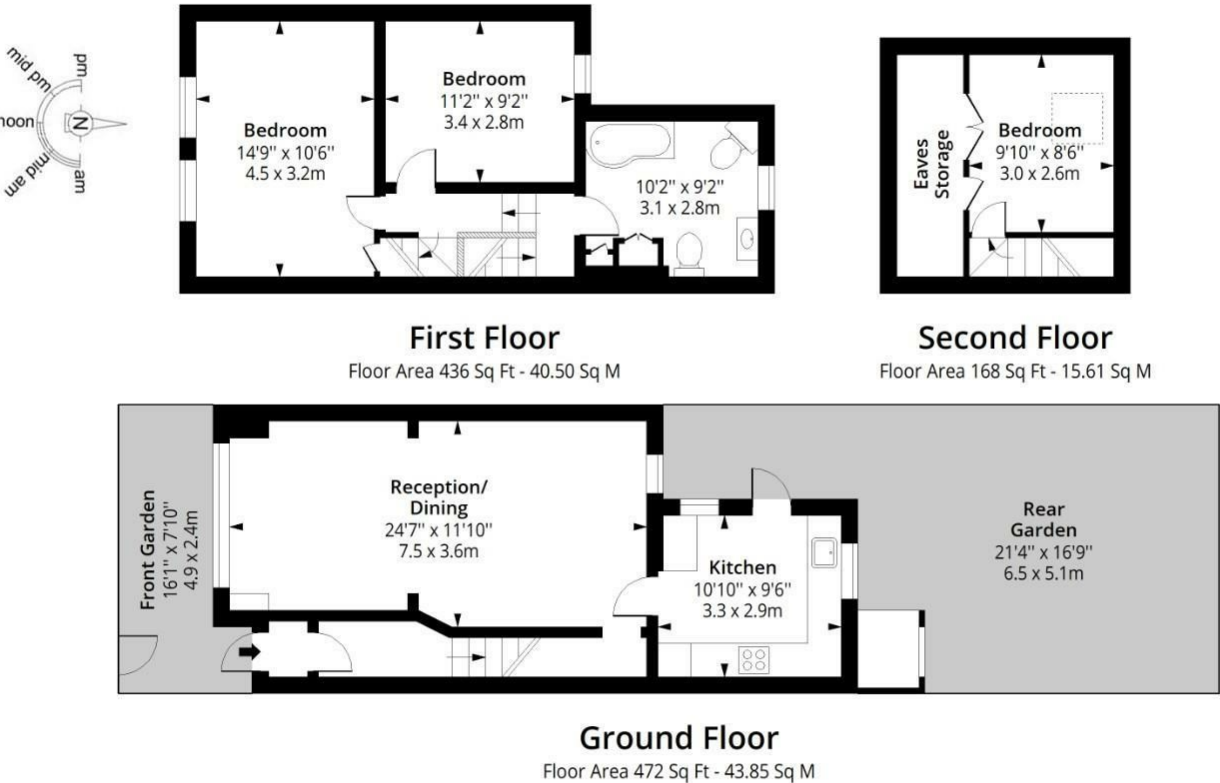 pm
mid pm
noon
mid am
am
N
Bedroom
14'9" x 10'6"
4.5 x 3.2m
Bedroom
11'2" x 9'2"
3.4 x 2.8m
10'2" x 9'2"
3.1 x 2.8m
First Floor
Floor Area 436 Sq Ft - 40.50 Sq M
Eaves
Storage
Bedroom
9'10" x 8'6"
3.0 x 2.6m
Second Floor
Floor Area 168 Sq Ft - 15.61 Sq M
Front Garden
16'1" x 7'10"
4.9 x 2.4m
Reception/
Dining
24'7" x 11'10"
7.5 x 3.6m
Kitchen
10'10" x 9'6"
3.3 x 2.9m
Rear
Garden
21'4" x 16'9"
6.5 x 5.1m
Ground Floor
Floor Area 472 Sq Ft - 43.85 Sq M